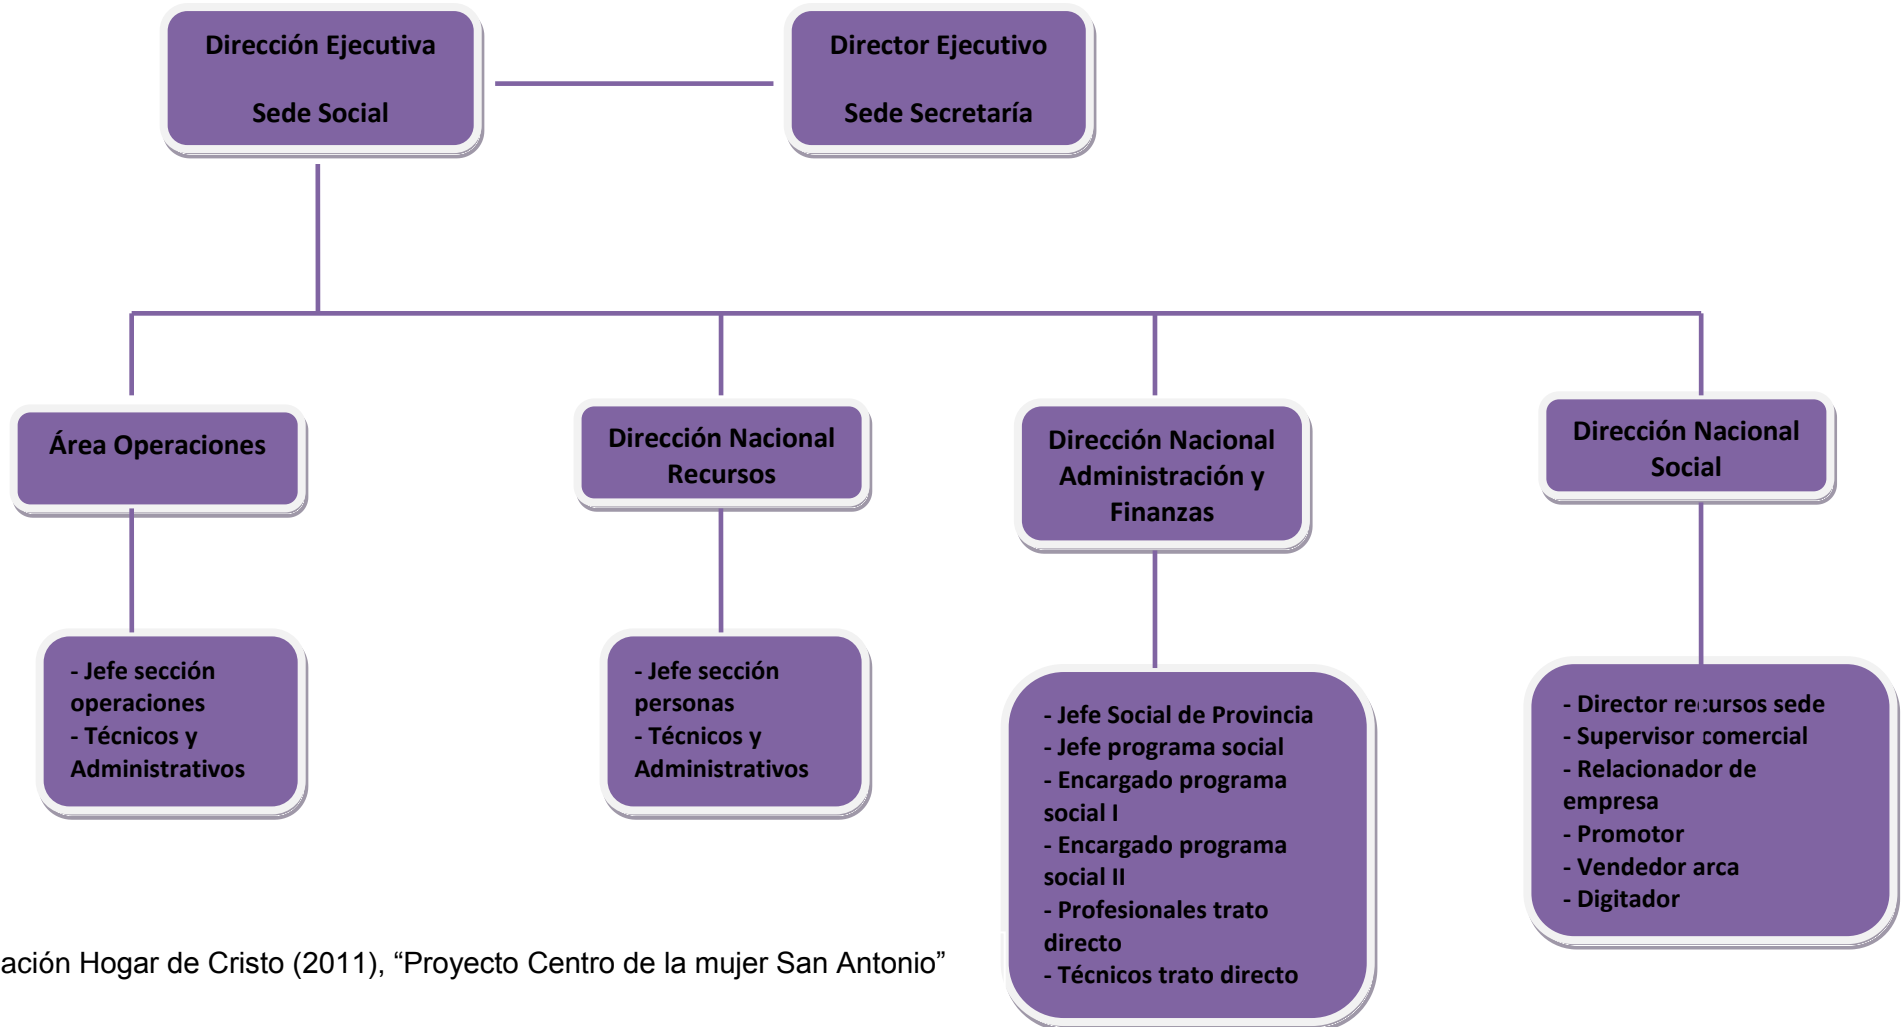 Dirección Ejecutiva
Sede Social
Director Ejecutivo
Sede Secretaría
Área Operaciones
Dirección Nacional
Recursos
Dirección Nacional
Administración y
Finanzas
Dirección Nacional
Social
- Jefe sección
operaciones
- Técnicos y
Administrativos
- Jefe sección
personas
- Técnicos y
Administrativos
- Jefe Social de Provincia
- Jefe programa social
- Encargado programa
social I
- Encargado programa
social II
- Profesionales trato
directo
- Técnicos trato directo
- Director recursos sede
- Supervisor comercial
- Relacionador de
empresa
- Promotor
- Vendedor arca
- Digitador
ación Hogar de Cristo (2011), “Proyecto Centro de la mujer San Antonio”